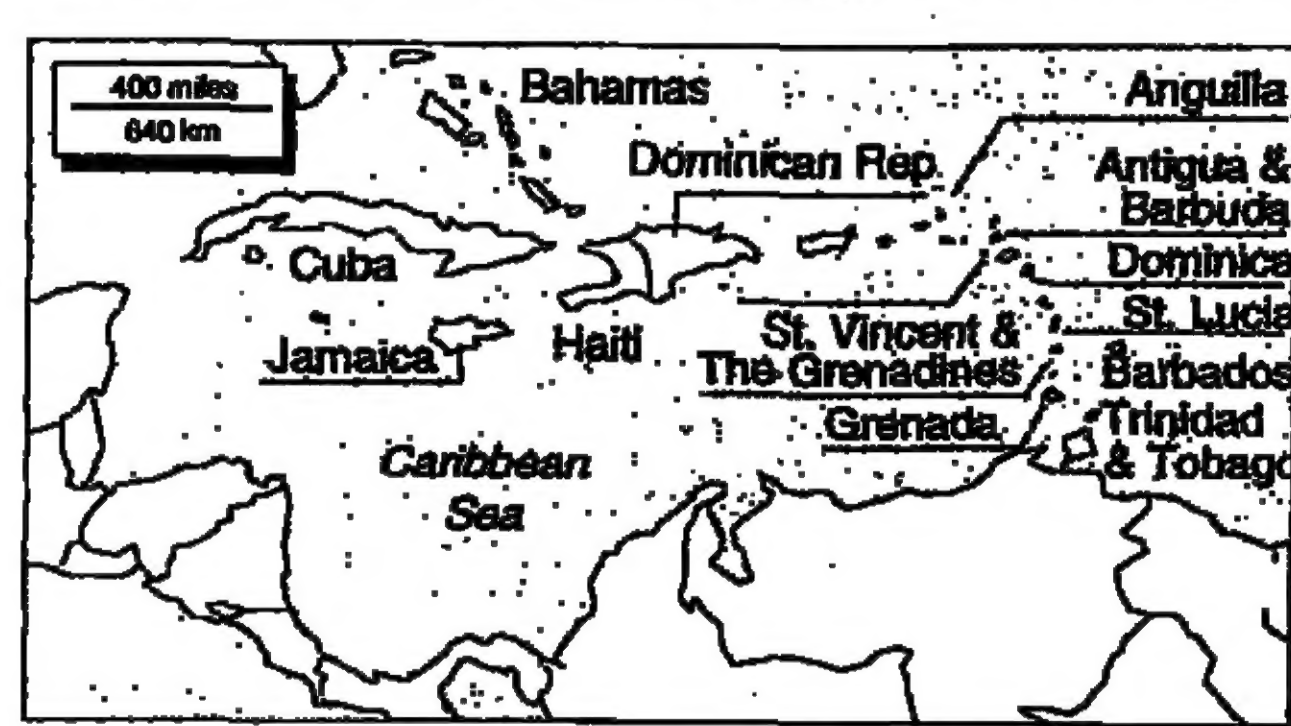 400 miles
640 km
Bahamas
Anguilla
Dominican Rep.
Antigua &
Barbuda
Cuba
Dominica
St. Lucia
Jamaica
Haiti
St. Vincent &
The Grenadines
Barbados
Grenada
Trinidad
& Tobago
Caribbean
Sea